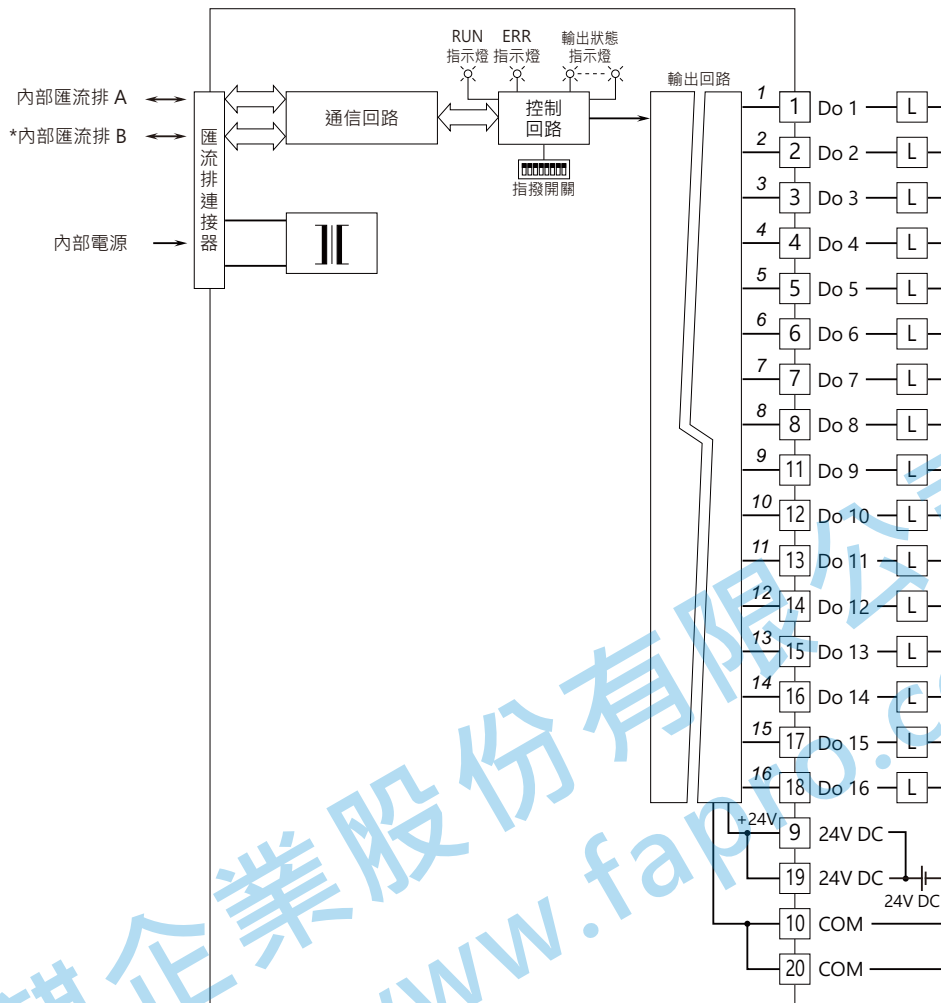 RUN ERR 輸出狀態
指示燈 指示燈 指示燈
內部匯流排 A
*內部匯流排 B
內部電源
匯流排連接器
通信回路
控制
回路
指撥開關
輸出回路
1 1 Do 1 L
2 2 Do 2 L
3 3 Do 3 L
4 4 Do 4 L
5 5 Do 5 L
6 6 Do 6 L
7 7 Do 7 L
8 8 Do 8 L
9 11 Do 9 L
10 12 Do 10 L
11 13 Do 11 L
12 14 Do 12 L
13 15 Do 13 L
14 16 Do 14 L
15 17 Do 15 L
16 18 Do 16 L
+24V 9 24V DC
19 24V DC
24V DC
10 COM
20 COM
企業股份有限公
www.fapro.c